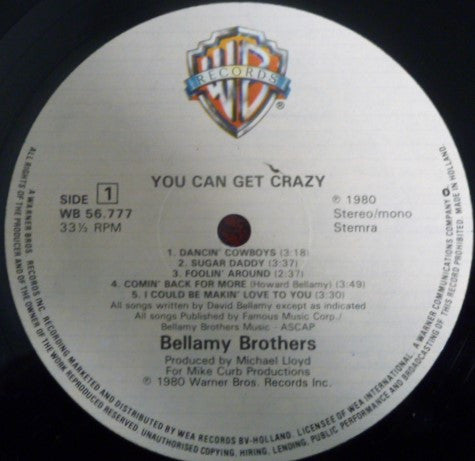 WB
RECORDS
®
YOU CAN GET CRAZY
SIDE 1
WB 56.777
33⅓ RPM
℗ 1980
Stereo/mono
Stemra
1. DANCIN' COWBOYS (3:18)
2. SUGAR DADDY (2:37)
3. FOOLIN' AROUND (2:37)
4. COMIN' BACK FOR MORE (Howard Bellamy) (3:49)
5. I COULD BE MAKIN' LOVE TO YOU (3:30)
All songs written by David Bellamy except as indicated
All songs Published by Famous Music Corp./
Bellamy Brothers Music - ASCAP
Bellamy Brothers
Produced by Michael Lloyd
For Mike Curb Productions
℗ 1980 Warner Bros. Records Inc.
ALL RIGHTS OF THE PRODUCER AND OF THE OWNER OF THE WORK REPRODUCED RESERVED. UNAUTHORISED COPYING, HIRING, LENDING, PUBLIC PERFORMANCE AND BROADCASTING OF THIS RECORD PROHIBITED. MADE IN HOLLAND.
A WARNER BROS. RECORDS INC. RECORDING MARKETED AND DISTRIBUTED BY WEA RECORDS BV-HOLLAND. LICENSEE OF WEA INTERNATIONAL. A WARNER COMMUNICATIONS COMPANY